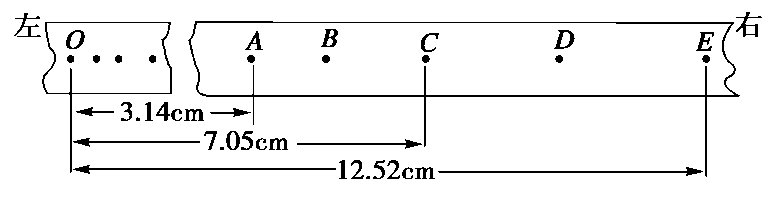 左 右
O A B C D E
3.14cm
7.05cm
12.52cm